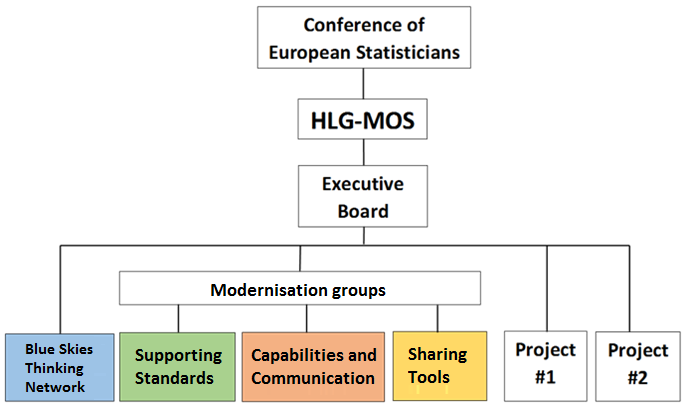 Conference of
European Statisticians
HLG-MOS
Executive
Board
Modernisation groups
Blue Skies
Thinking
Network
Supporting
Standards
Capabilities and
Communication
Sharing
Tools
Project
#1
Project
#2